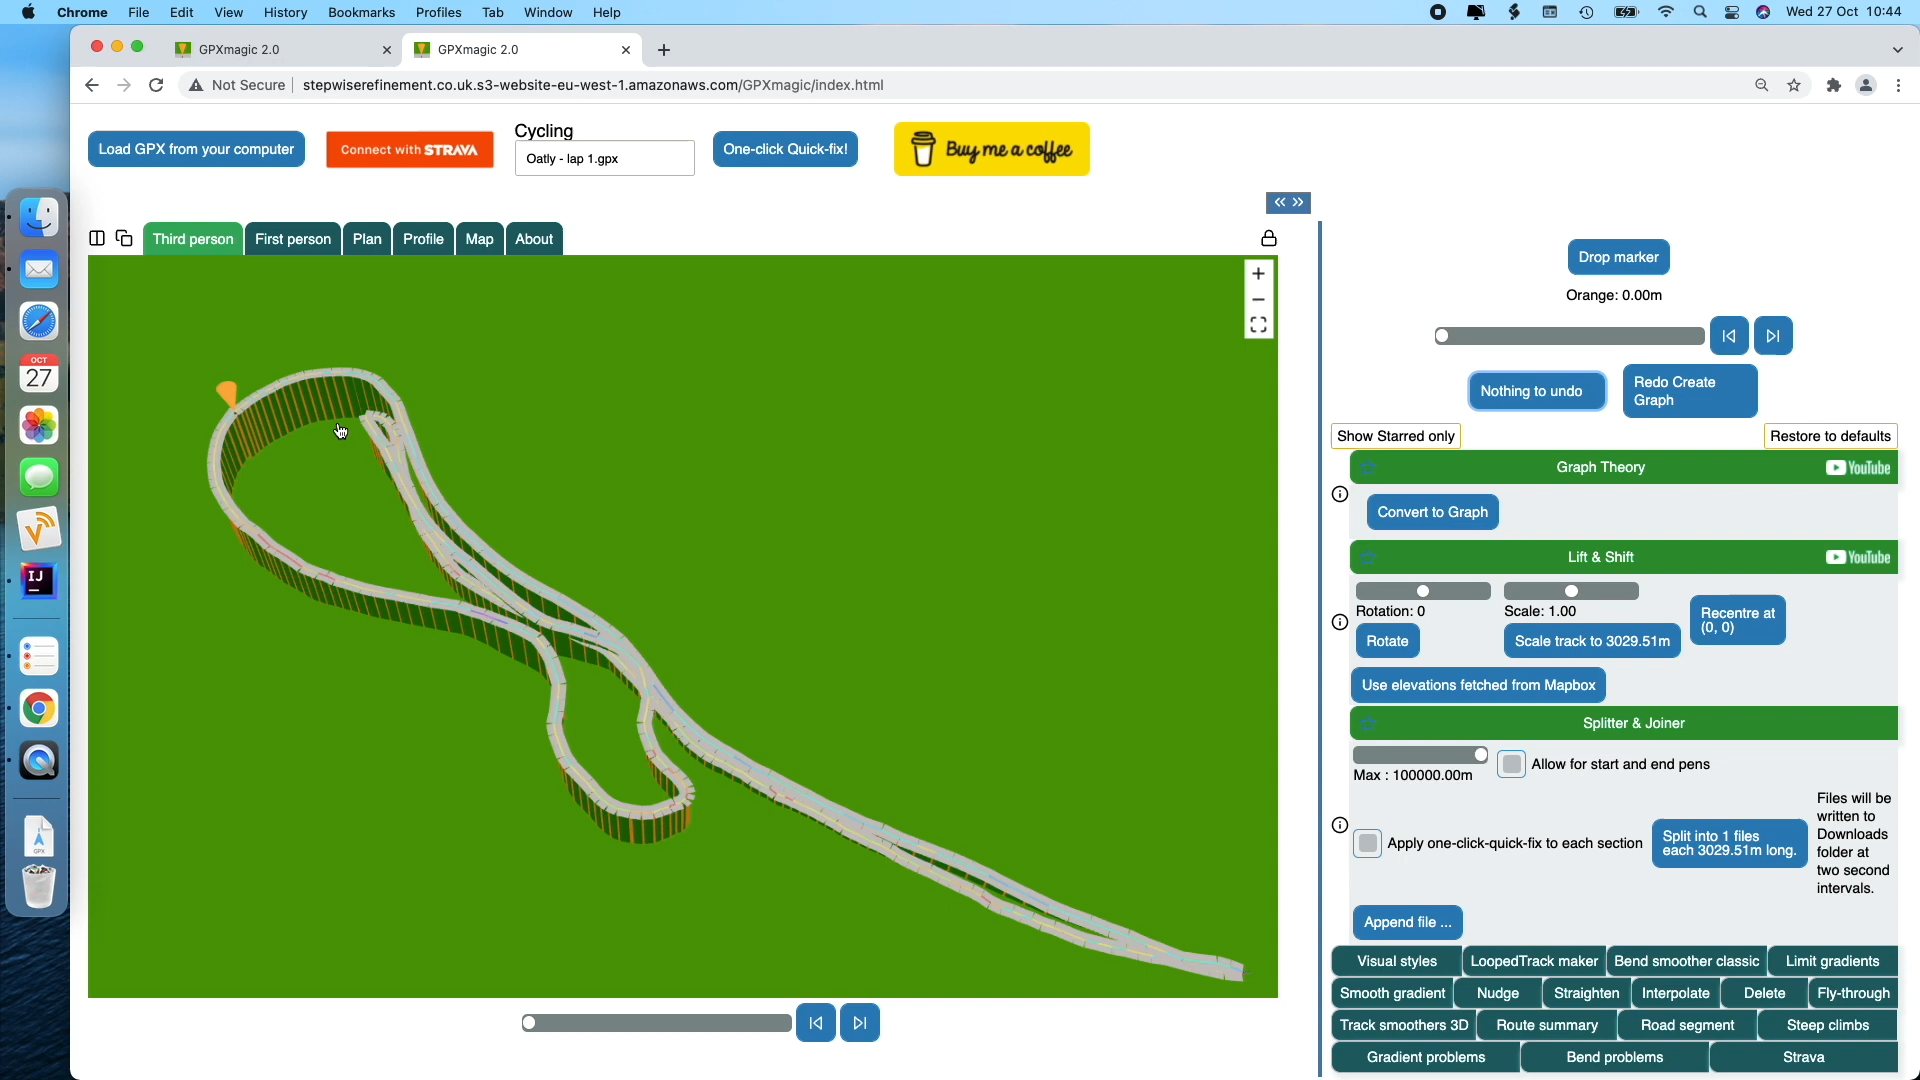 Chrome File Edit View History Bookmarks Profiles Tab Window Help
Wed 27 Oct 10:44
GPXmagic 2.0
GPXmagic 2.0
Not Secure stepwiserefinement.co.uk.s3-website-eu-west-1.amazonaws.com/GPXmagic/index.html
Load GPX from your computer
Connect with STRAVA
Cycling
Oatly - lap 1.gpx
One-click Quick-fix!
Buy me a coffee
Third person First person Plan Profile Map About
OCT
27
IJ
GPX
Drop marker
Orange: 0.00m
Nothing to undo
Redo Create
Graph
Show Starred only
Restore to defaults
Graph Theory
YouTube
Convert to Graph
Lift & Shift
YouTube
Rotation: 0
Scale: 1.00
Rotate
Scale track to 3029.51m
Recentre at
(0, 0)
Use elevations fetched from Mapbox
Splitter & Joiner
Max : 100000.00m
Allow for start and end pens
Apply one-click-quick-fix to each section
Split into 1 files
each 3029.51m long.
Files will be
written to
Downloads
folder at
two second
intervals.
Append file ...
Visual styles LoopedTrack maker Bend smoother classic Limit gradients
Smooth gradient Nudge Straighten Interpolate Delete Fly-through
Track smoothers 3D Route summary Road segment Steep climbs
Gradient problems Bend problems Strava